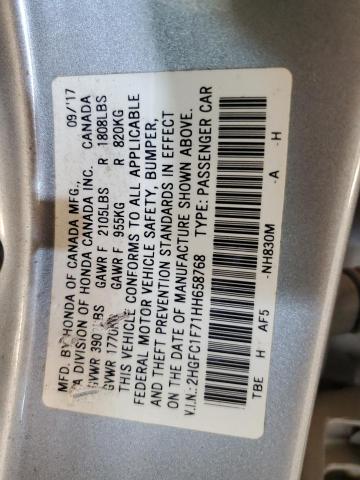 MFD. BY HONDA OF CANADA MFG., 09/'17
A DIVISION OF HONDA CANADA INC. CANADA
GVWR GAWR F 2105LBS R 1808LBS
GVWR GAWR F 955KG R 820KG
THIS VEHICLE CONFORMS TO ALL APPLICABLE
FEDERAL MOTOR VEHICLE SAFETY, BUMPER,
AND THEFT PREVENTION STANDARDS IN EFFECT
ON THE DATE OF MANUFACTURE SHOWN ABOVE.
V.I.N.: 2HGFC1F71HH658768 TYPE: PASSENGER CAR
TBE H AF5 -NH830M -A -H